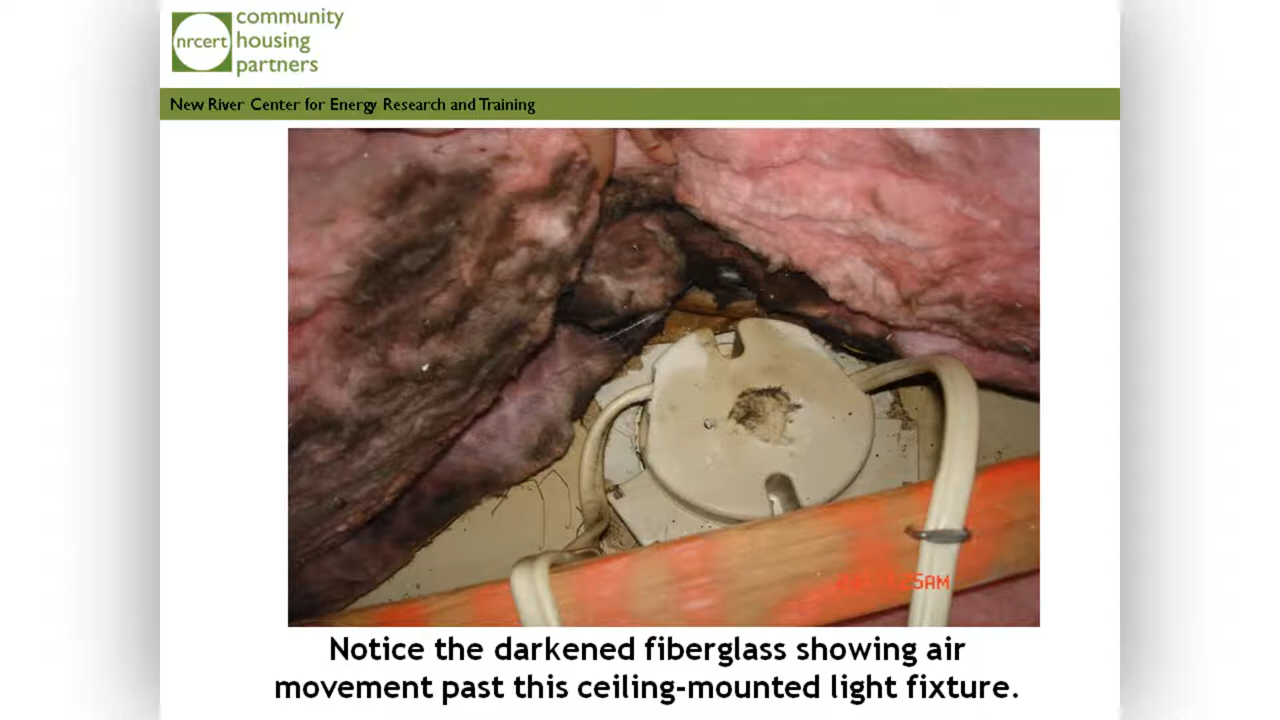 nrcert
community
housing
partners
New River Center for Energy Research and Training
25AM
Notice the darkened fiberglass showing air
movement past this ceiling-mounted light fixture.